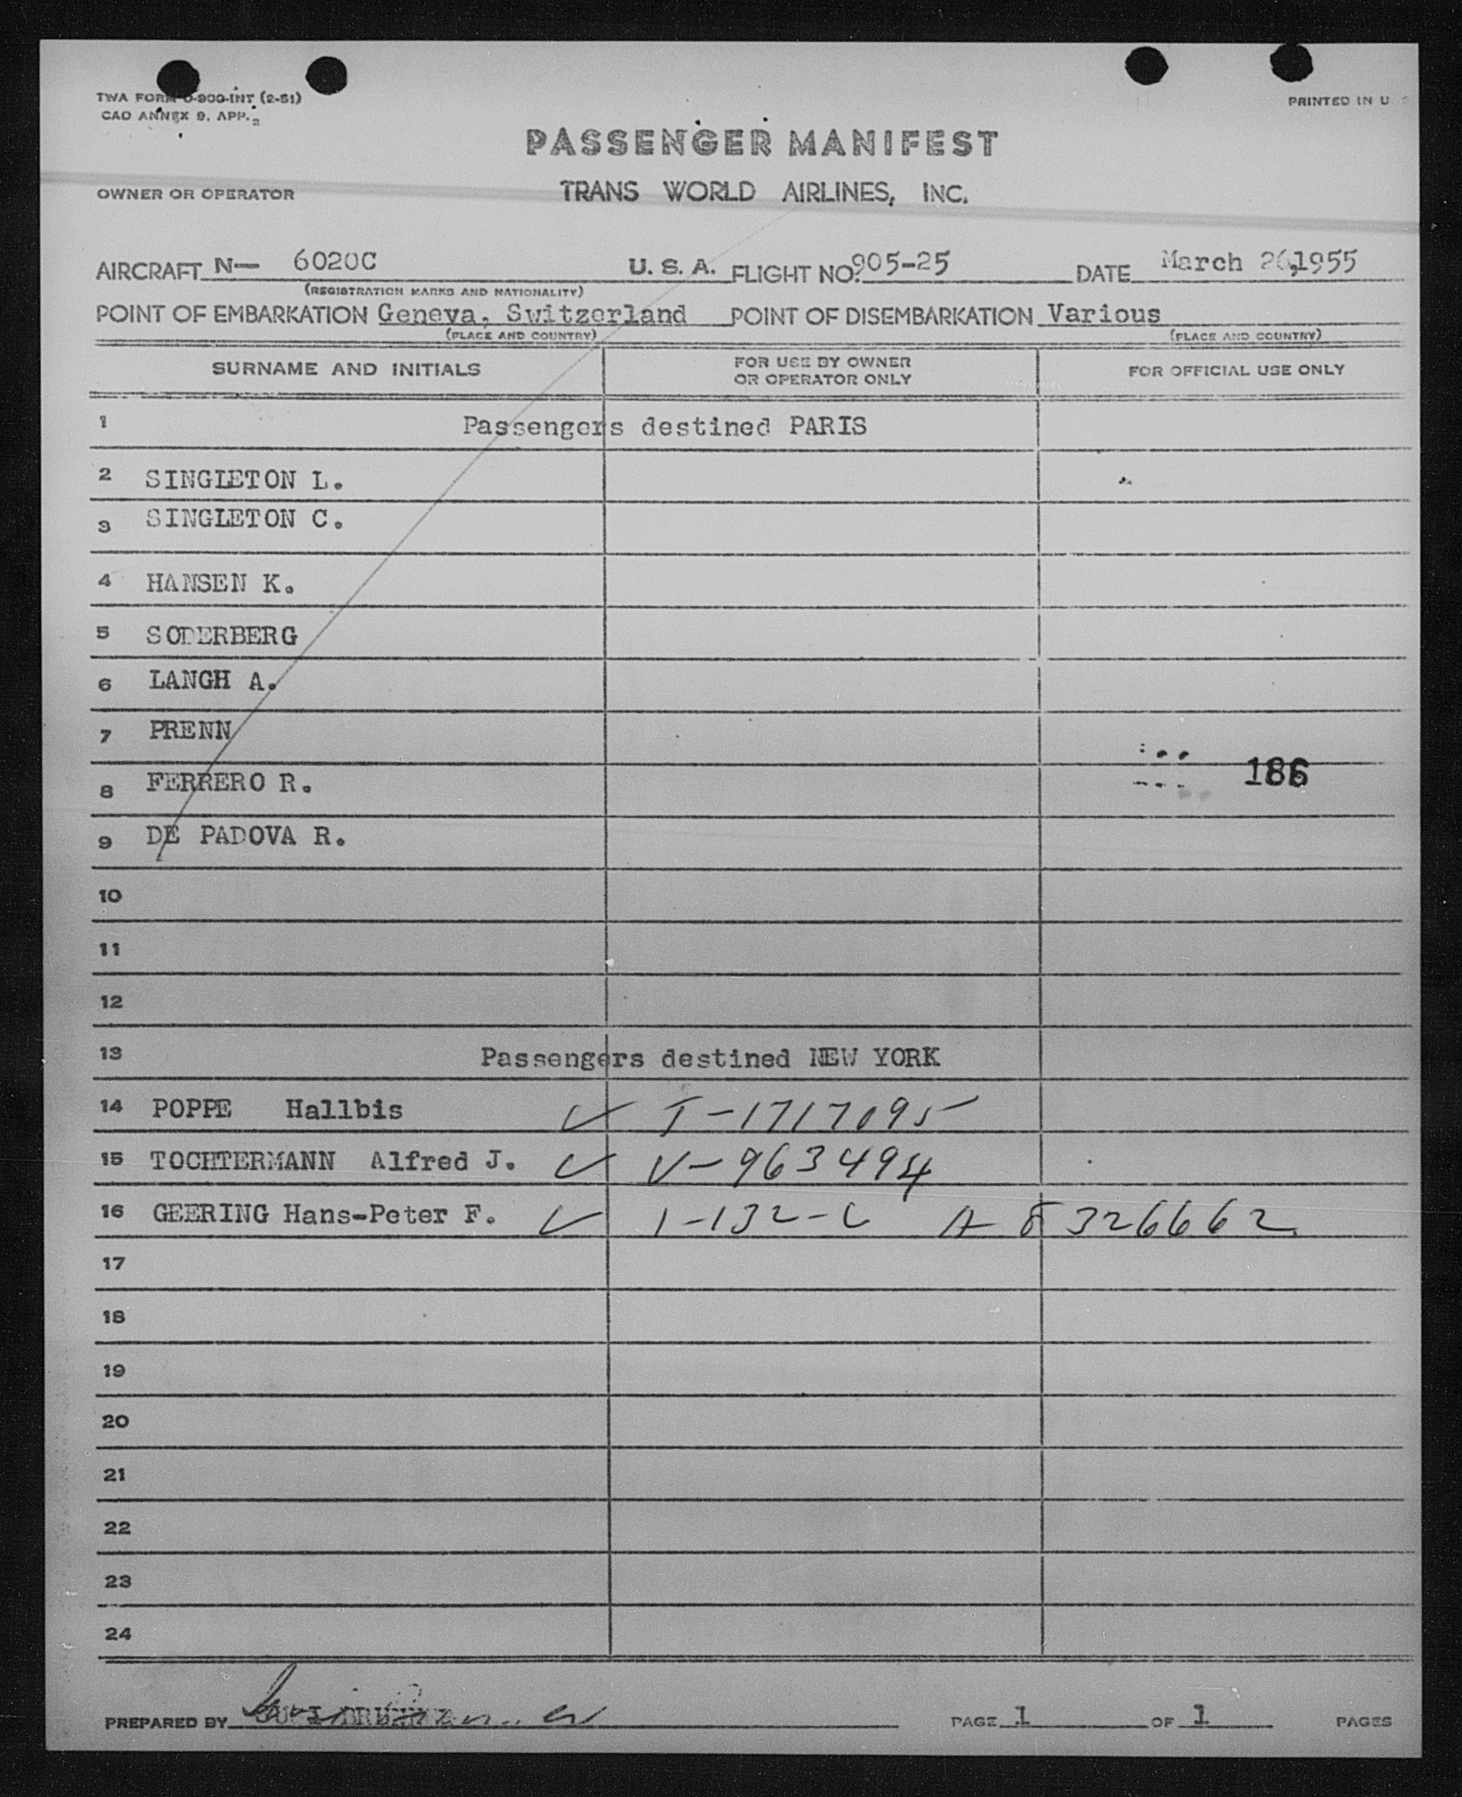 TWA FORM O-900-INT (2-51)
CAO ANNEX 9, APP. 2
PRINTED IN U
PASSENGER MANIFEST
OWNER OR OPERATOR TRANS WORLD AIRLINES, INC.
AIRCRAFT N— 6020C U. S. A. FLIGHT NO. 905-25 DATE March 26,1955
(REGISTRATION MARKS AND NATIONALITY)
POINT OF EMBARKATION Geneva, Switzerland POINT OF DISEMBARKATION Various
(PLACE AND COUNTRY) (PLACE AND COUNTRY)
SURNAME AND INITIALS FOR USE BY OWNER OR OPERATOR ONLY FOR OFFICIAL USE ONLY
1 Passengers destined PARIS
2 SINGLETON L.
3 SINGLETON C.
4 HANSEN K.
5 SODERBERG
6 LANGH A.
7 PRENN
186
8 FERRERO R.
9 DE PADOVA R.
10
11
12
13 Passengers destined NEW YORK
14 POPPE Hallbis ✓ T-1717095
15 TOCHTERMANN Alfred J. ✓ V-963494
16 GEERING Hans-Peter F. ✓ 1-132-C A-8326662
17
18
19
20
21
22
23
24
PREPARED BY PAGE 1 OF 1 PAGES